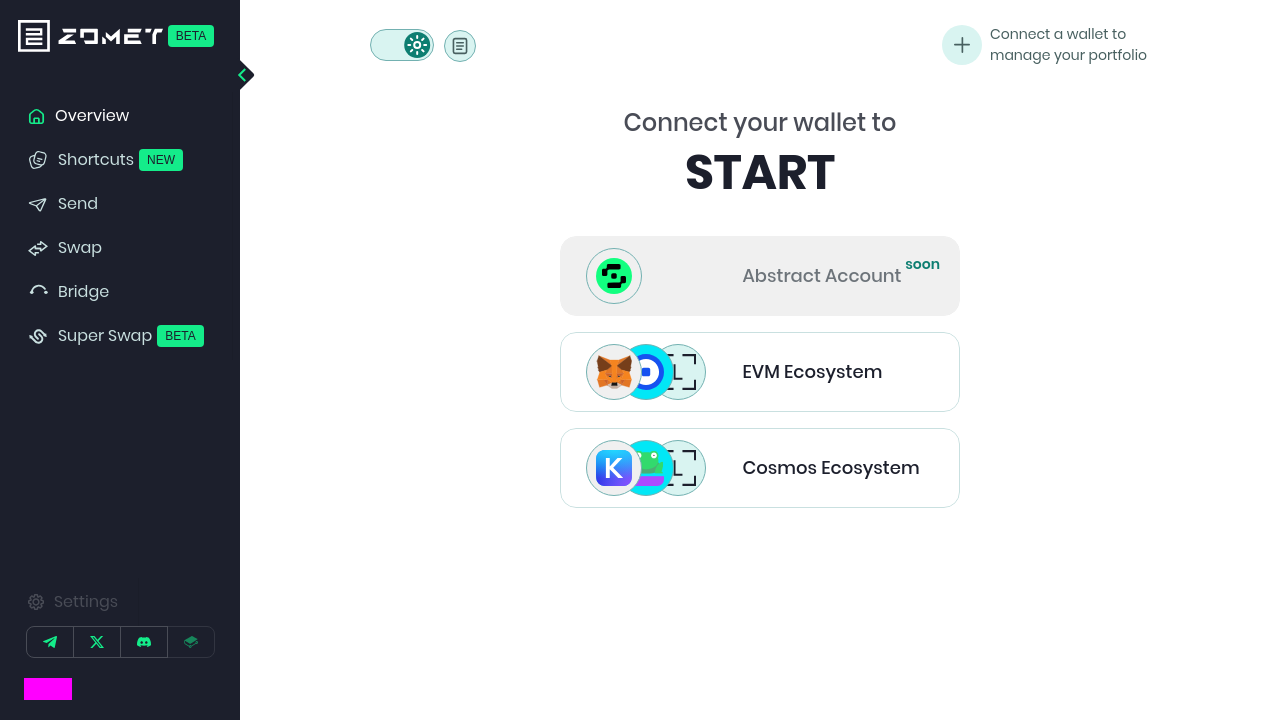 ZOMET BETA
Connect a wallet to
manage your portfolio
Overview
Shortcuts NEW
Send
Swap
Bridge
Super Swap BETA
Settings
Connect your wallet to
START
Abstract Account soon
EVM Ecosystem
K
Cosmos Ecosystem